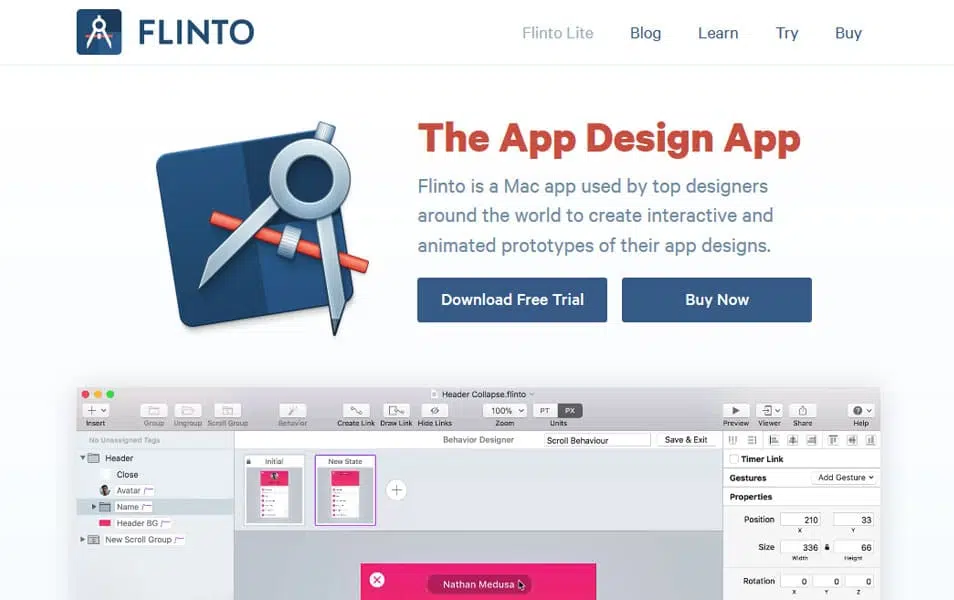 FLINTO
Flinto Lite
Blog
Learn
Try
Buy
The App Design App
Flinto is a Mac app used by top designers
around the world to create interactive and
animated prototypes of their app designs.
Download Free Trial
Buy Now
Header Collapse.flinto
100%
PT
PX
Insert
Group
Ungroup
Scroll Group
Behavior
Create Link
Draw Link
Hide Links
Zoom
Units
Preview
Viewer
Share
Help
No Unassigned Tags
Behavior Designer
Scroll Behaviour
Save & Exit
Header
Close
Avatar
Name
Header BG
New Scroll Group
Initial
New State
Timer Link
Gestures
Add Gesture
Properties
Position
210
33
X
Y
Size
336
66
Width
Height
Rotation
0
0
0
X
Y
Z
Nathan Medusa